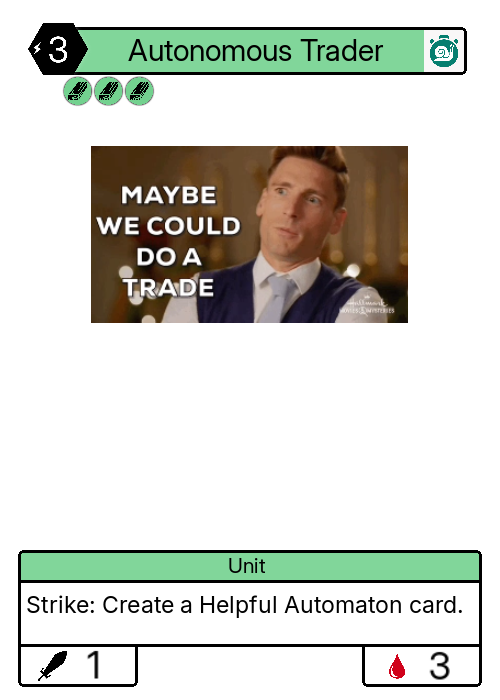 3
Autonomous Trader
MAYBE
WE COULD
DO A
TRADE
Hallmark
MOVIES & MYSTERIES
Unit
Strike: Create a Helpful Automaton card.
1
3